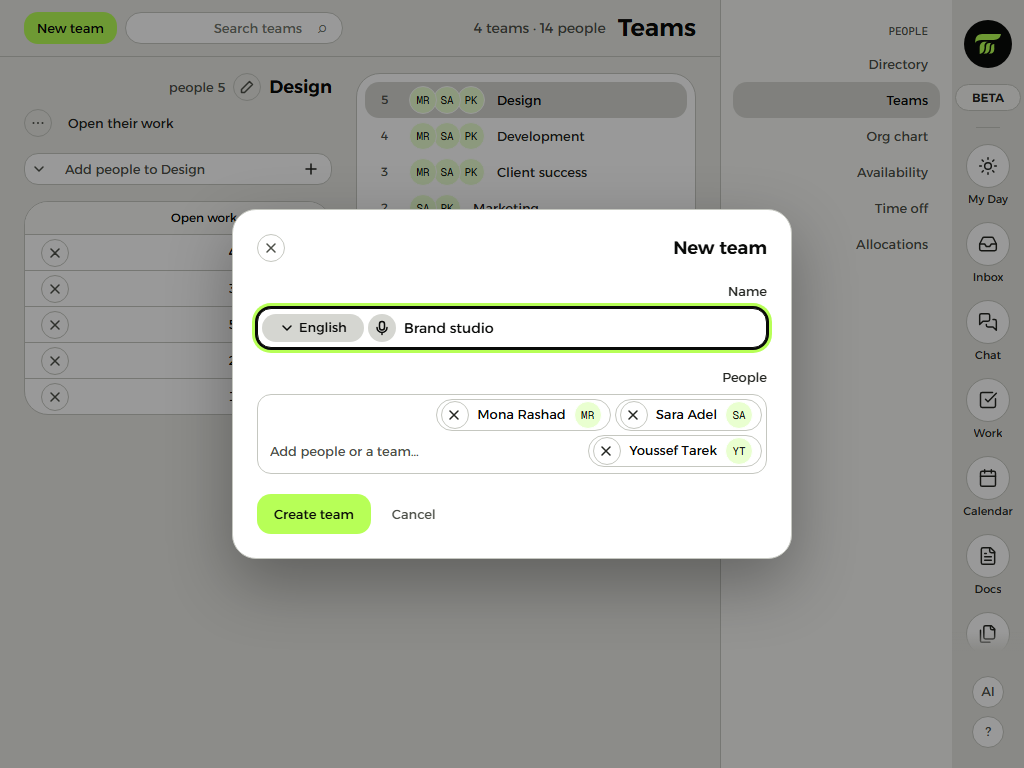 New team
Search teams
4 teams · 14 people
Teams
people 5
Design
Open their work
Add people to Design
Open work
5 MR SA PK Design
4 MR SA PK Development
3 MR SA PK Client success
PEOPLE
Directory
Teams
Org chart
Availability
Time off
Allocations
BETA
My Day
Inbox
Chat
Work
Calendar
Docs
AI
?
New team
Name
English
Brand studio
People
Mona Rashad MR
Sara Adel SA
Add people or a team...
Youssef Tarek YT
Create team
Cancel